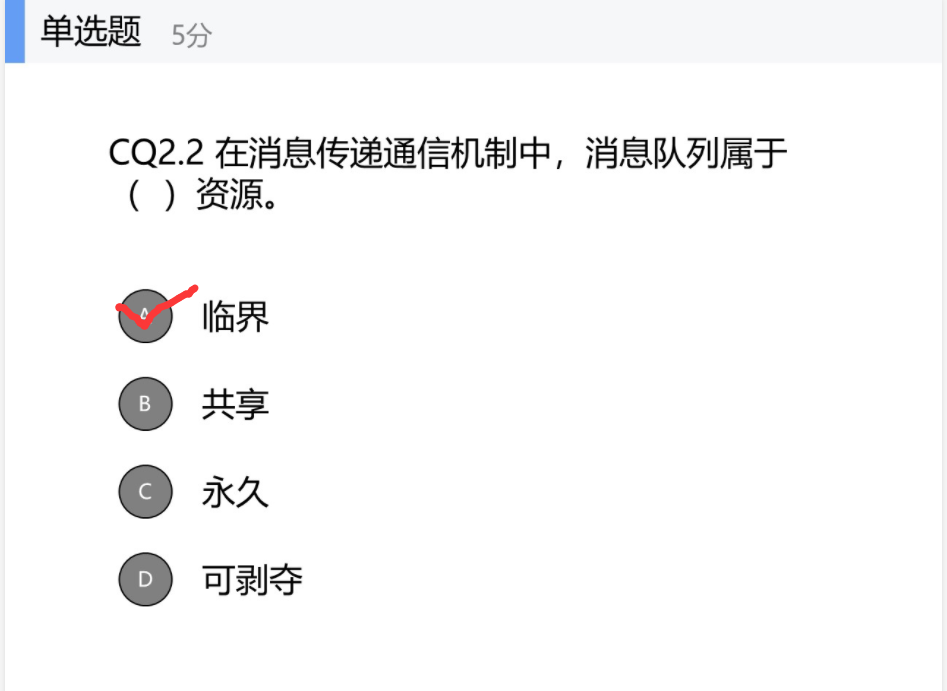 单选题 5分
CQ2.2 在消息传递通信机制中，消息队列属于
（ ）资源。
A 临界
B 共享
C 永久
D 可剥夺